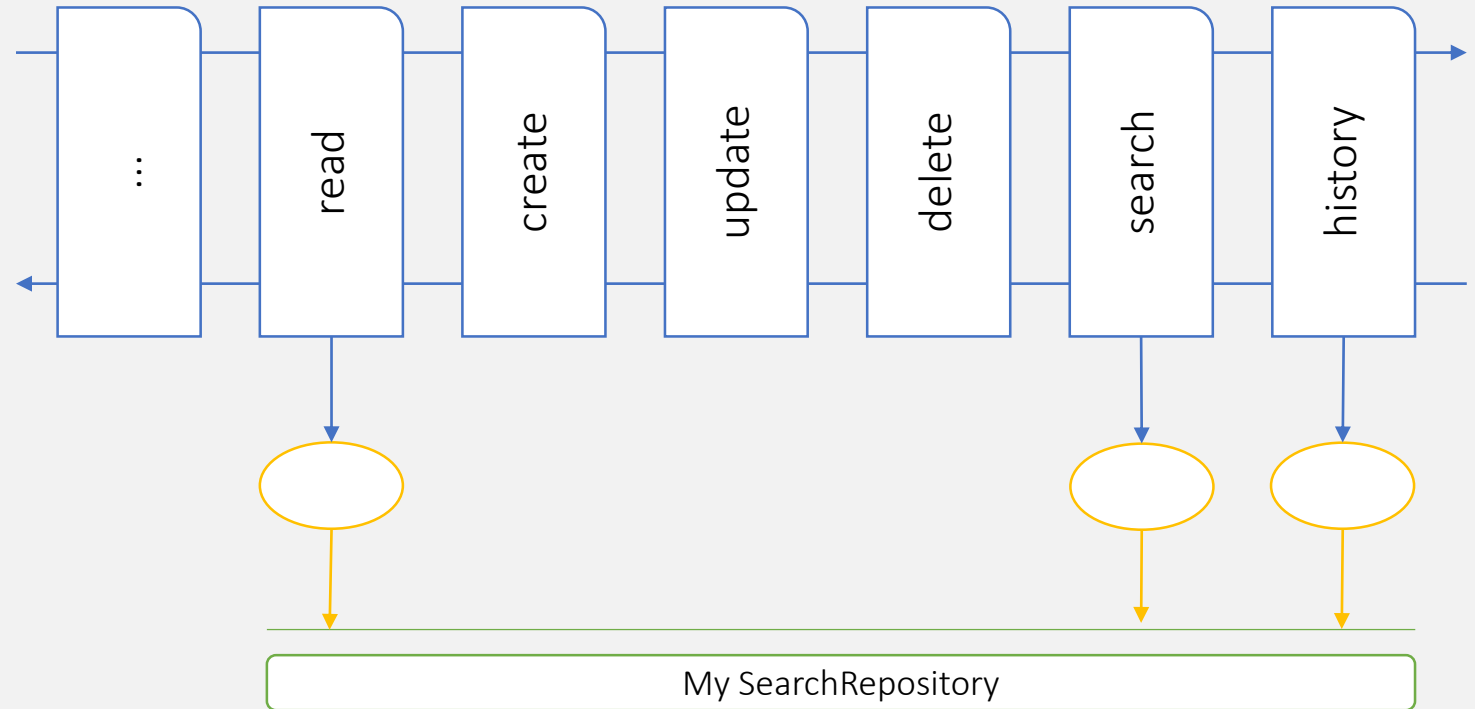 ...
read
create
update
delete
search
history
My SearchRepository